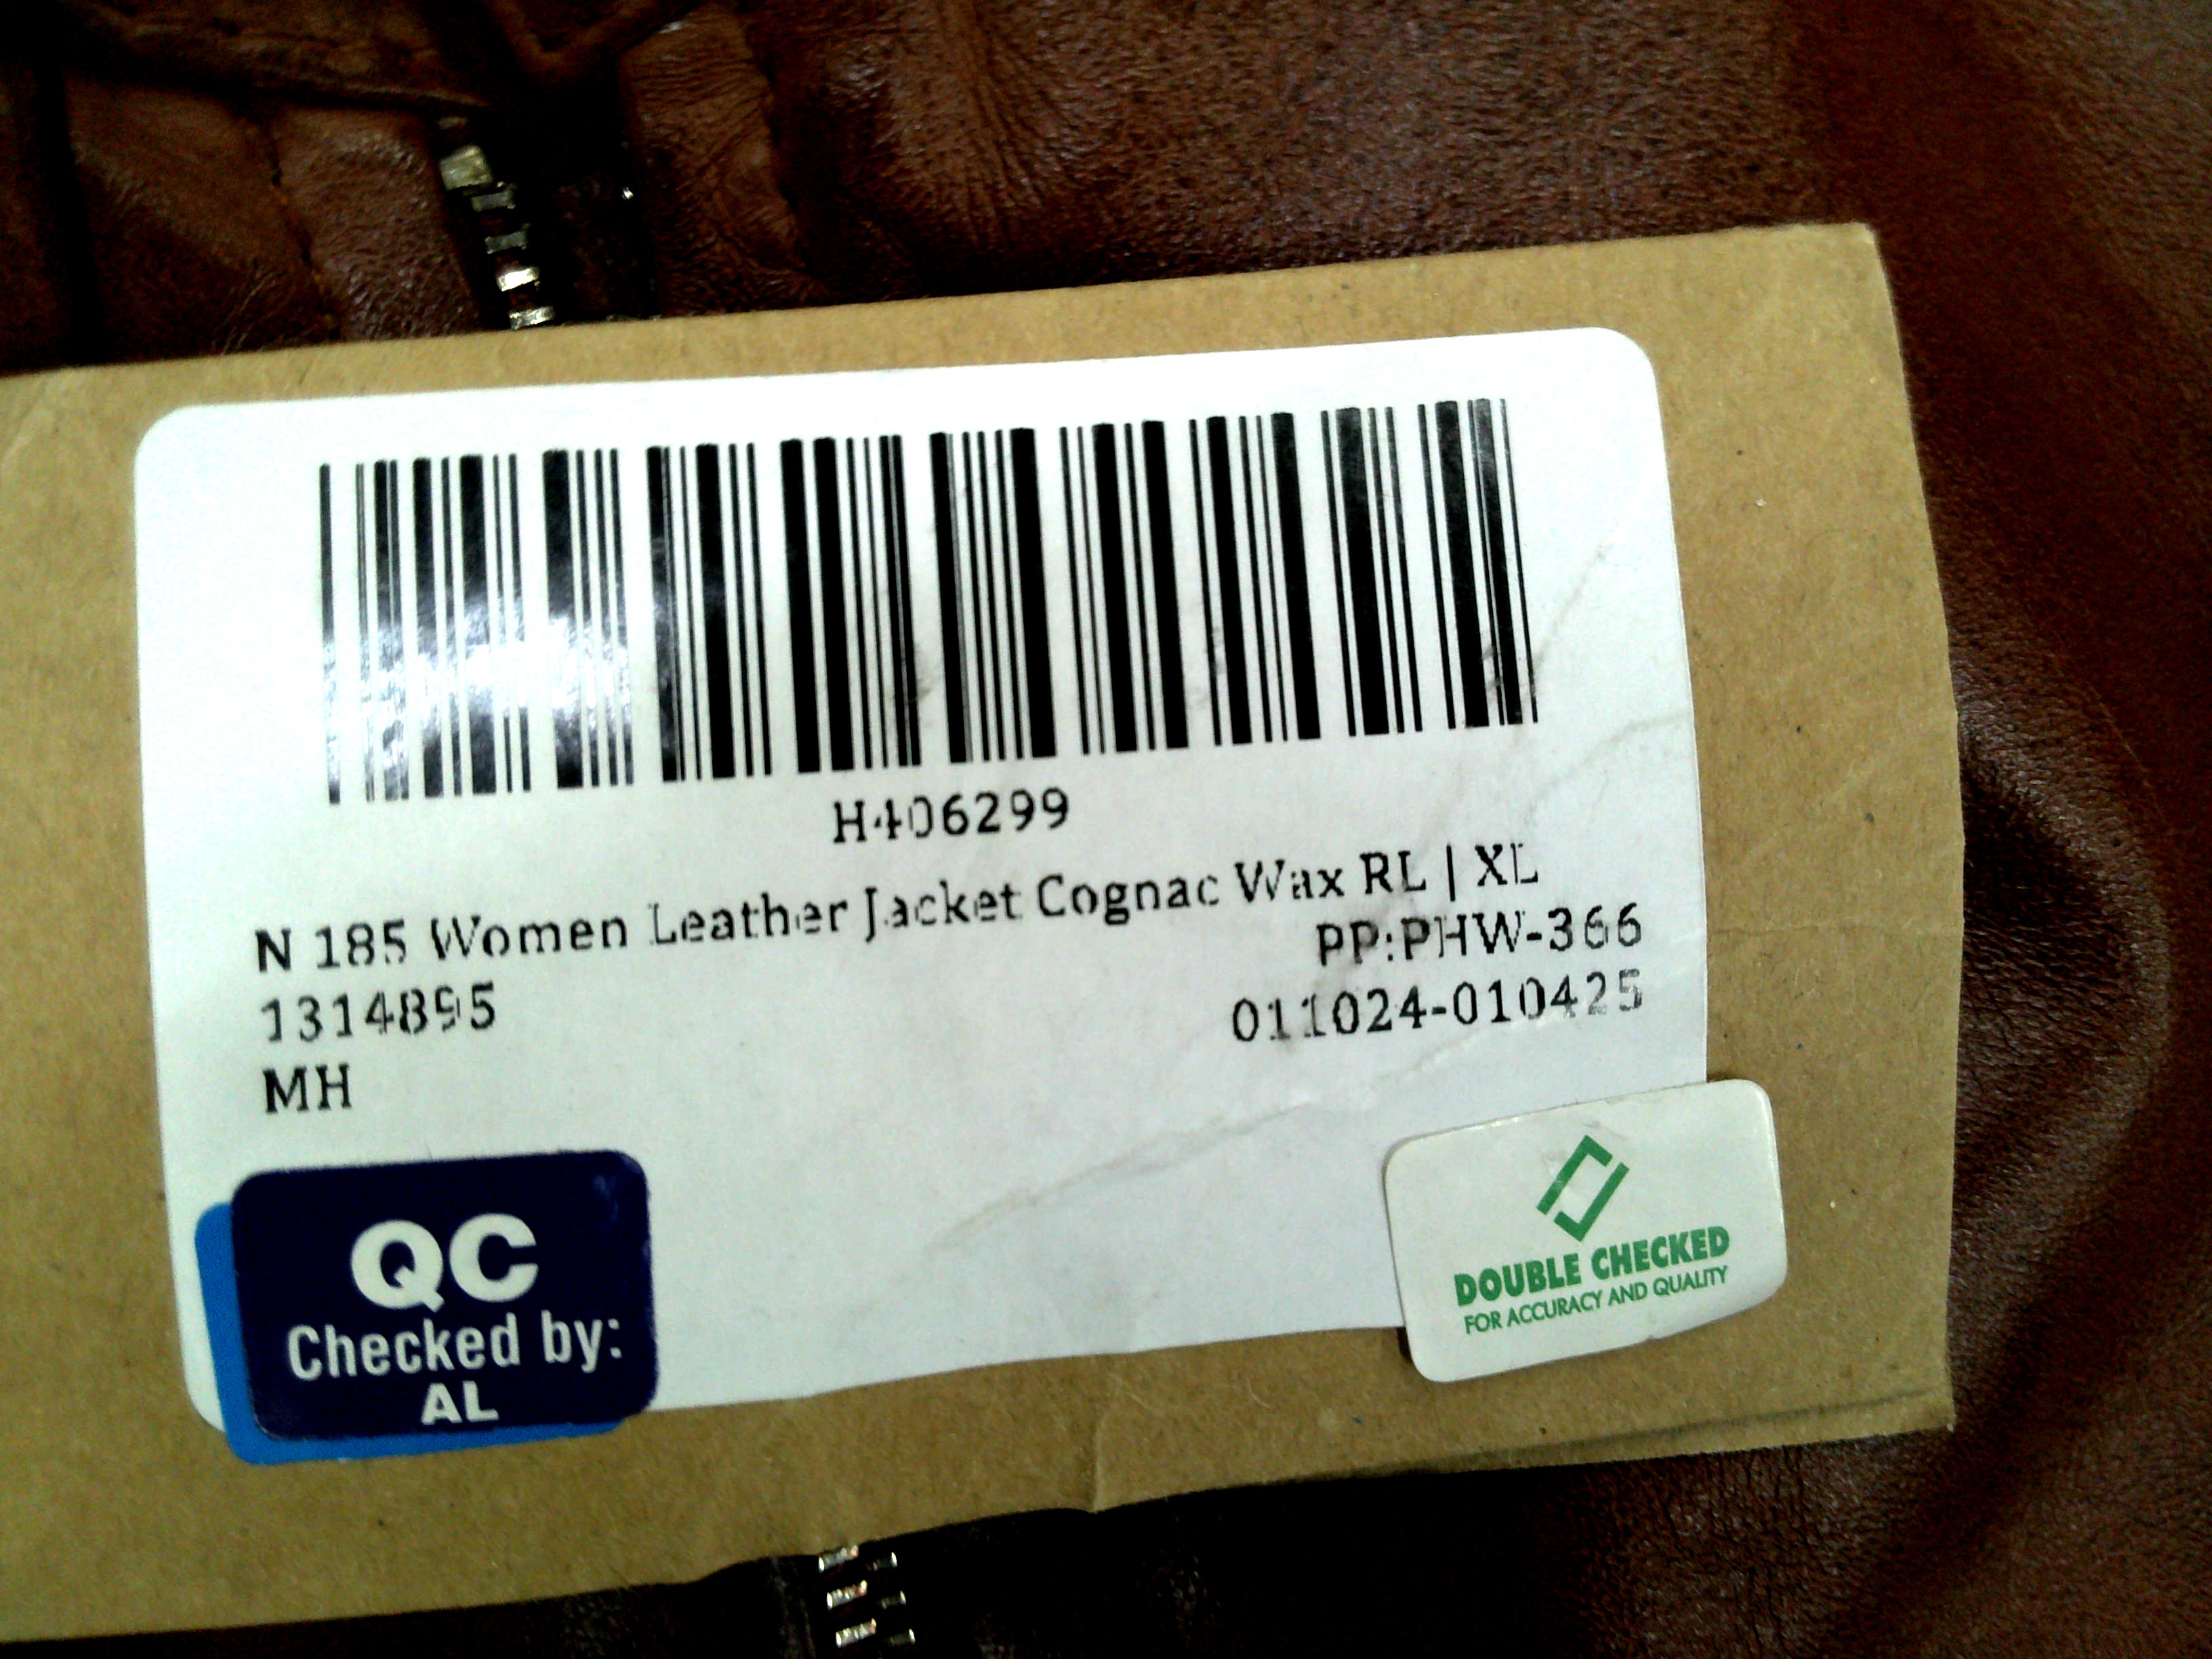 H406299
N 185 Women Leather Jacket Cognac Wax RL | XL
PP:PHW-366
1314895
011024-010425
MH
QC
Checked by:
AL
DOUBLE CHECKED
FOR ACCURACY AND QUALITY